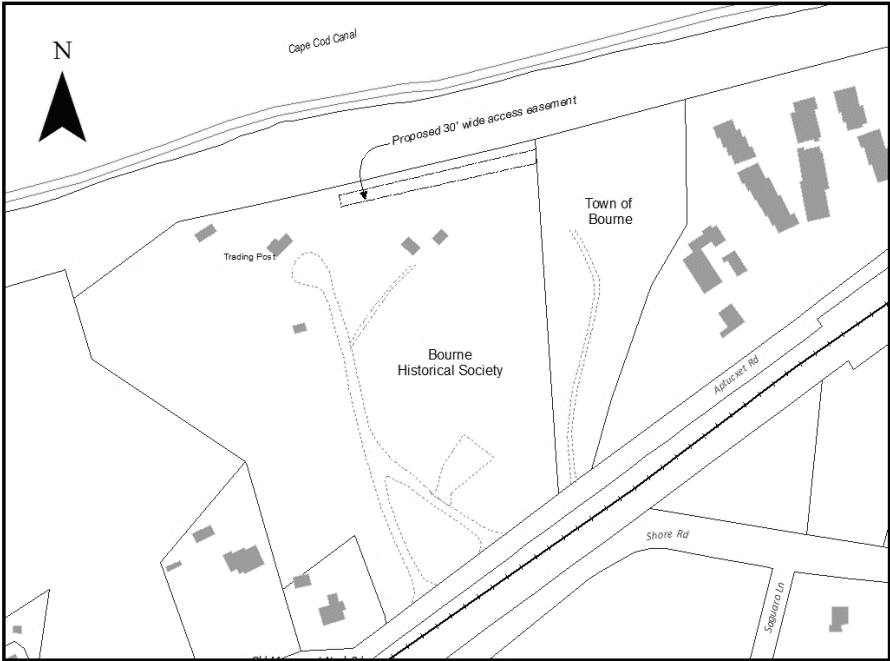 Cape Cod Canal
N
Proposed 30' wide access easement
Town of
Bourne
Trading Post
Bourne
Historical Society
Aptucxet Rd
Shore Rd
Saguaro Ln